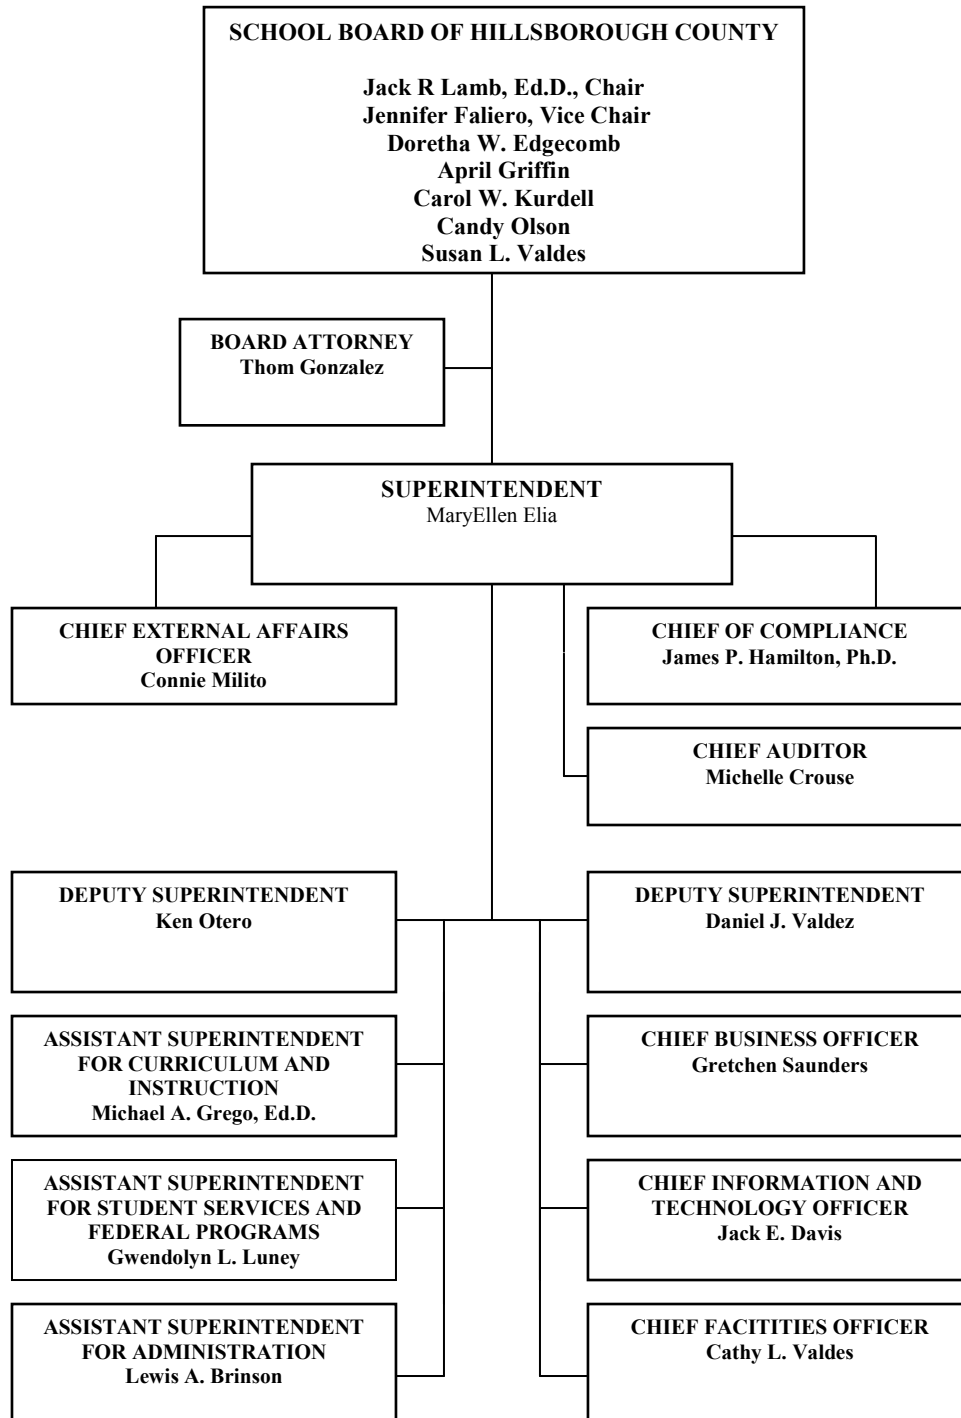 SCHOOL BOARD OF HILLSBOROUGH COUNTY
Jack R Lamb, Ed.D., Chair
Jennifer Faliero, Vice Chair
Doretha W. Edgecomb
April Griffin
Carol W. Kurdell
Candy Olson
Susan L. Valdes
BOARD ATTORNEY
Thom Gonzalez
SUPERINTENDENT
MaryEllen Elia
CHIEF EXTERNAL AFFAIRS
OFFICER
Connie Milito
CHIEF OF COMPLIANCE
James P. Hamilton, Ph.D.
CHIEF AUDITOR
Michelle Crouse
DEPUTY SUPERINTENDENT
Ken Otero
DEPUTY SUPERINTENDENT
Daniel J. Valdez
ASSISTANT SUPERINTENDENT
FOR CURRICULUM AND
INSTRUCTION
Michael A. Grego, Ed.D.
CHIEF BUSINESS OFFICER
Gretchen Saunders
ASSISTANT SUPERINTENDENT
FOR STUDENT SERVICES AND
FEDERAL PROGRAMS
Gwendolyn L. Luney
CHIEF INFORMATION AND
TECHNOLOGY OFFICER
Jack E. Davis
ASSISTANT SUPERINTENDENT
FOR ADMINISTRATION
Lewis A. Brinson
CHIEF FACITITIES OFFICER
Cathy L. Valdes